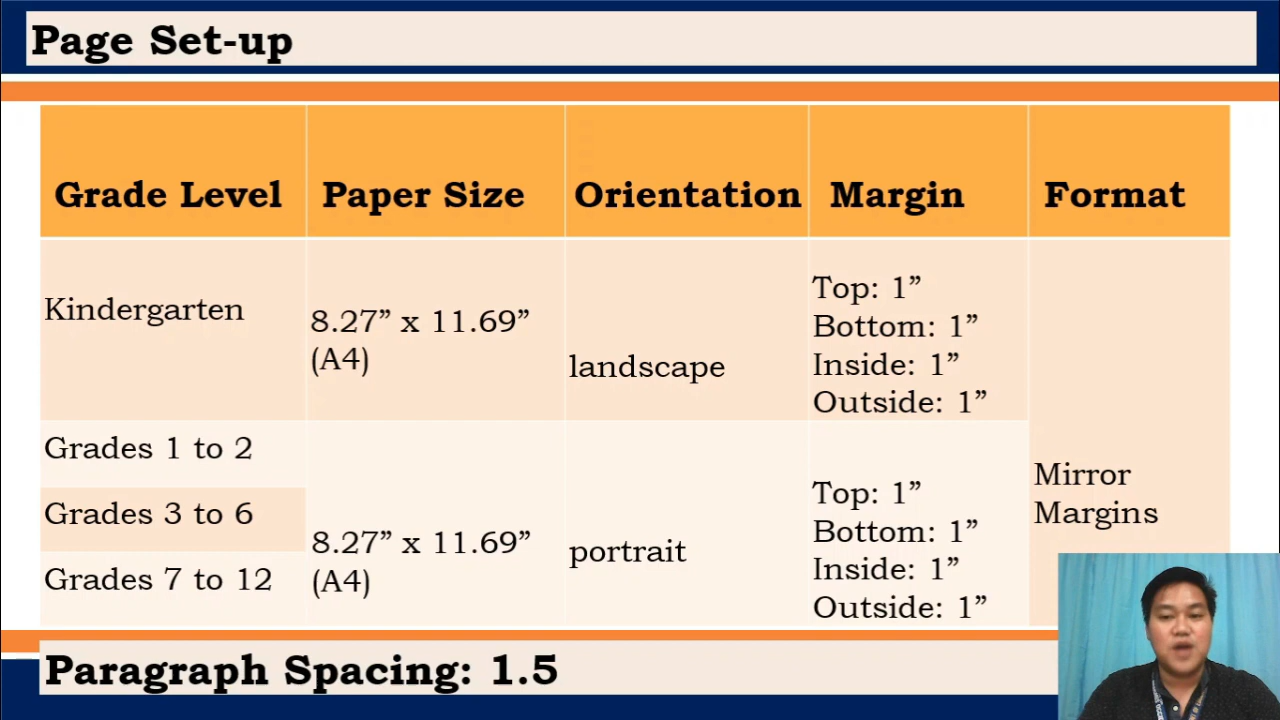 Page Set-up
Grade Level
Paper Size
Orientation
Margin
Format
Kindergarten
8.27” x 11.69”
(A4)
landscape
Top: 1”
Bottom: 1”
Inside: 1”
Outside: 1”
Mirror
Margins
Grades 1 to 2
Grades 3 to 6
Grades 7 to 12
8.27” x 11.69”
(A4)
portrait
Top: 1”
Bottom: 1”
Inside: 1”
Outside: 1”
Paragraph Spacing: 1.5